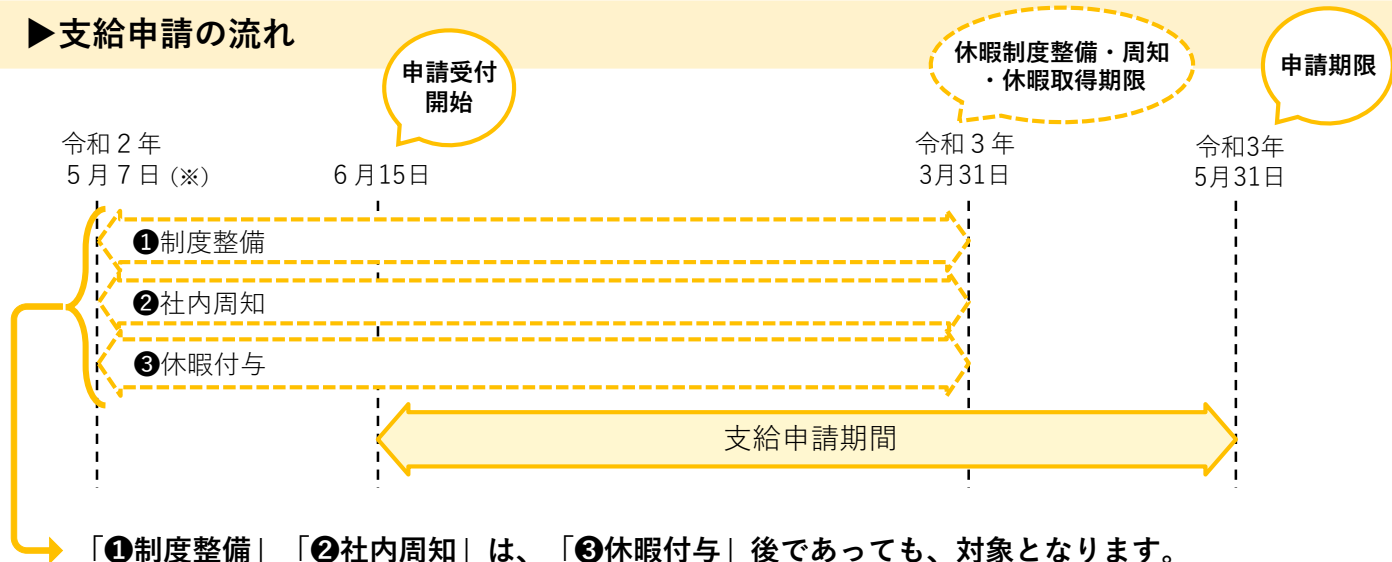 ▶支給申請の流れ
申請受付
開始
休暇制度整備・周知
・休暇取得期限
申請期限
令和２年
５月７日(※)
６月15日
令和３年
3月31日
令和3年
5月31日
❶制度整備
❷社内周知
❸休暇付与
支給申請期間
「❶制度整備」「❷社内周知」は、「❸休暇付与」後であっても、対象となります。